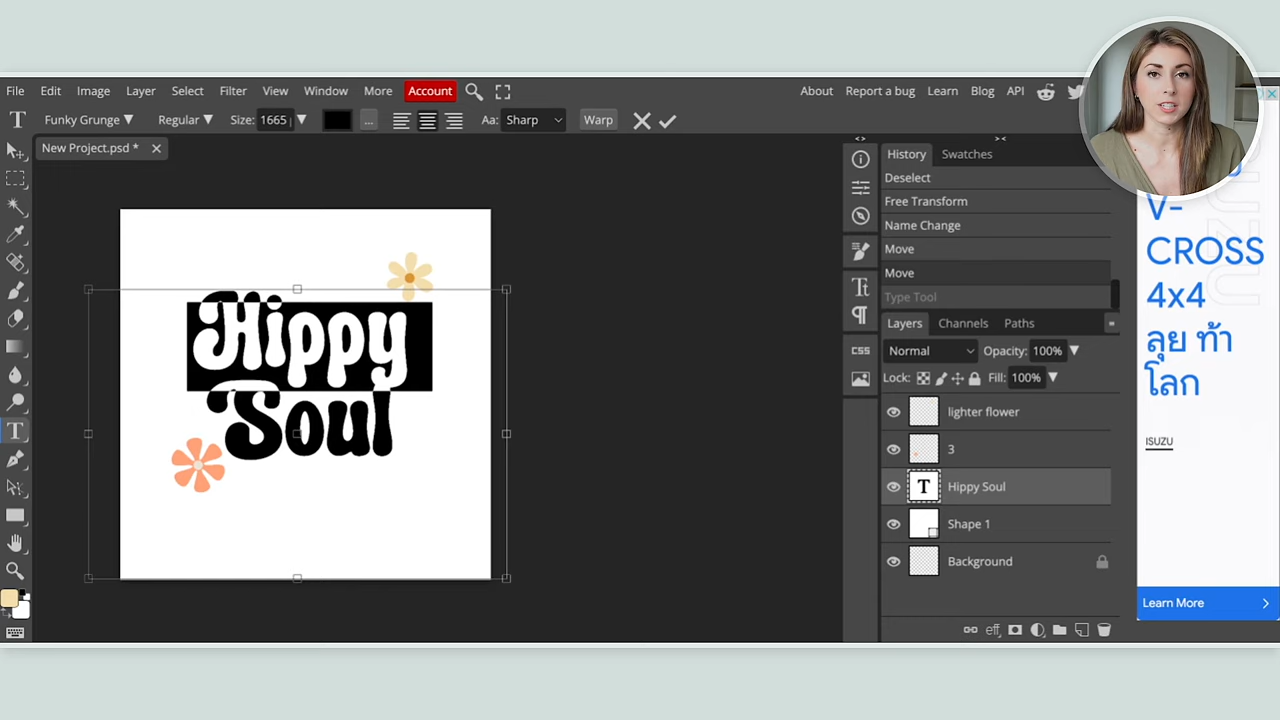 File Edit Image Layer Select Filter View Window More Account About Report a bug Learn Blog API
Funky Grunge Regular Size: 1665 ... Aa: Sharp Warp
New Project.psd *
Hippy
Soul
History Swatches
Deselect
Free Transform
Name Change
Move
Move
Type Tool
CSS
Layers Channels Paths
Normal Opacity: 100%
Lock: Fill: 100%
lighter flower
3
T Hippy Soul
Shape 1
Background
eff
V-
CROSS
4x4
ลุย ท้า
โลก
ISUZU
Learn More